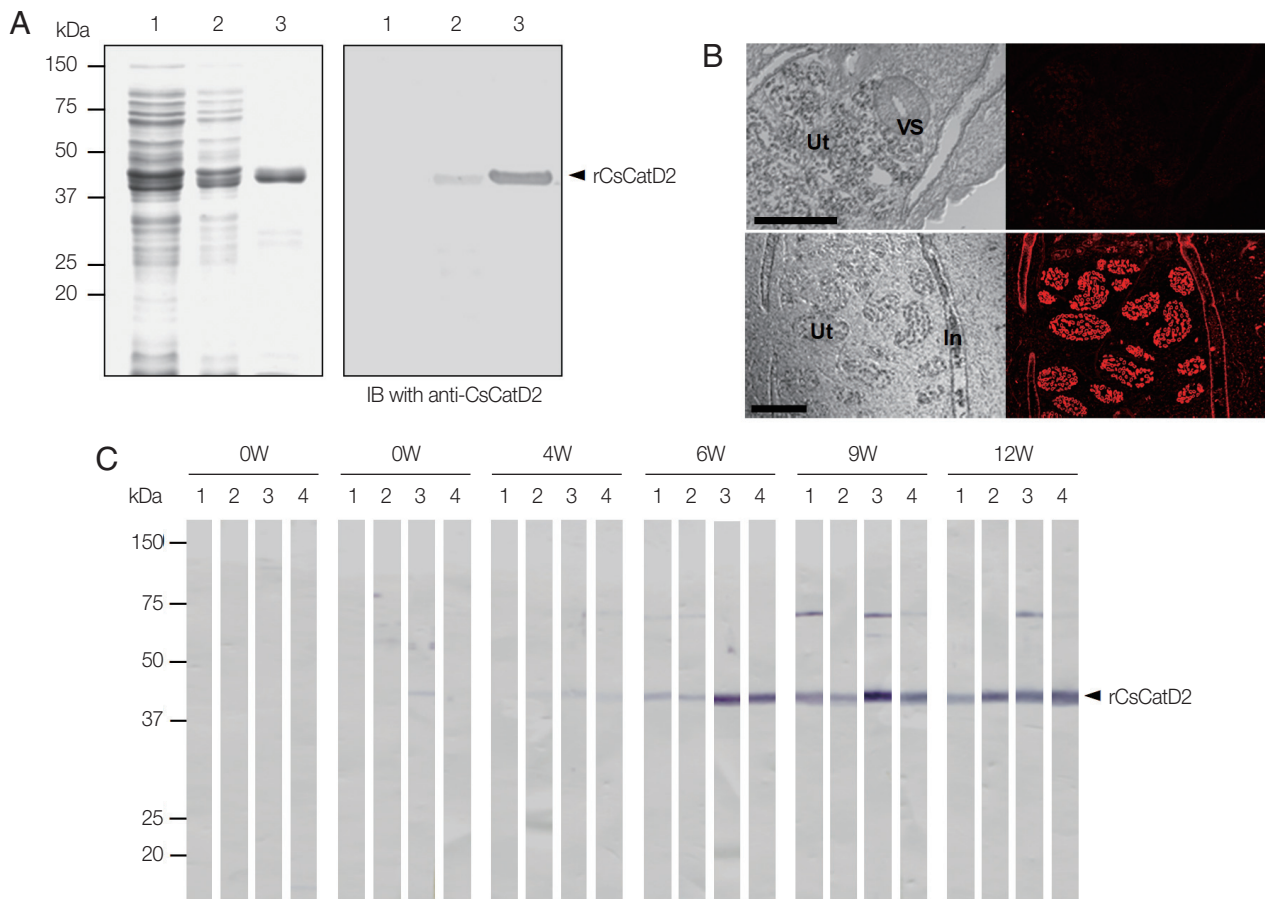 A
kDa 1 2 3 1 2 3
150
75
50
37
25
20
rCsCatD2
IB with anti-CsCatD2
B
Ut VS
Ut In
C
0W 0W 4W 6W 9W 12W
kDa 1 2 3 4 1 2 3 4 1 2 3 4 1 2 3 4 1 2 3 4 1 2 3 4
150
75
50
37
25
20
rCsCatD2